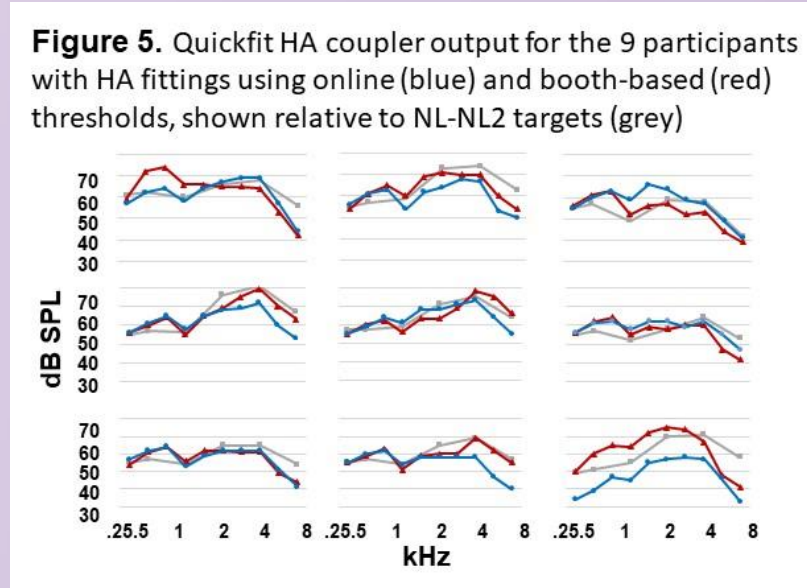 Figure 5. Quickfit HA coupler output for the 9 participants
with HA fittings using online (blue) and booth-based (red)
thresholds, shown relative to NL-NL2 targets (grey)
70
60
50
40
30
dB SPL
70
60
50
40
30
70
60
50
40
30
.25.5 1 2 4 8 .25.5 1 2 4 8 .25.5 1 2 4 8
kHz